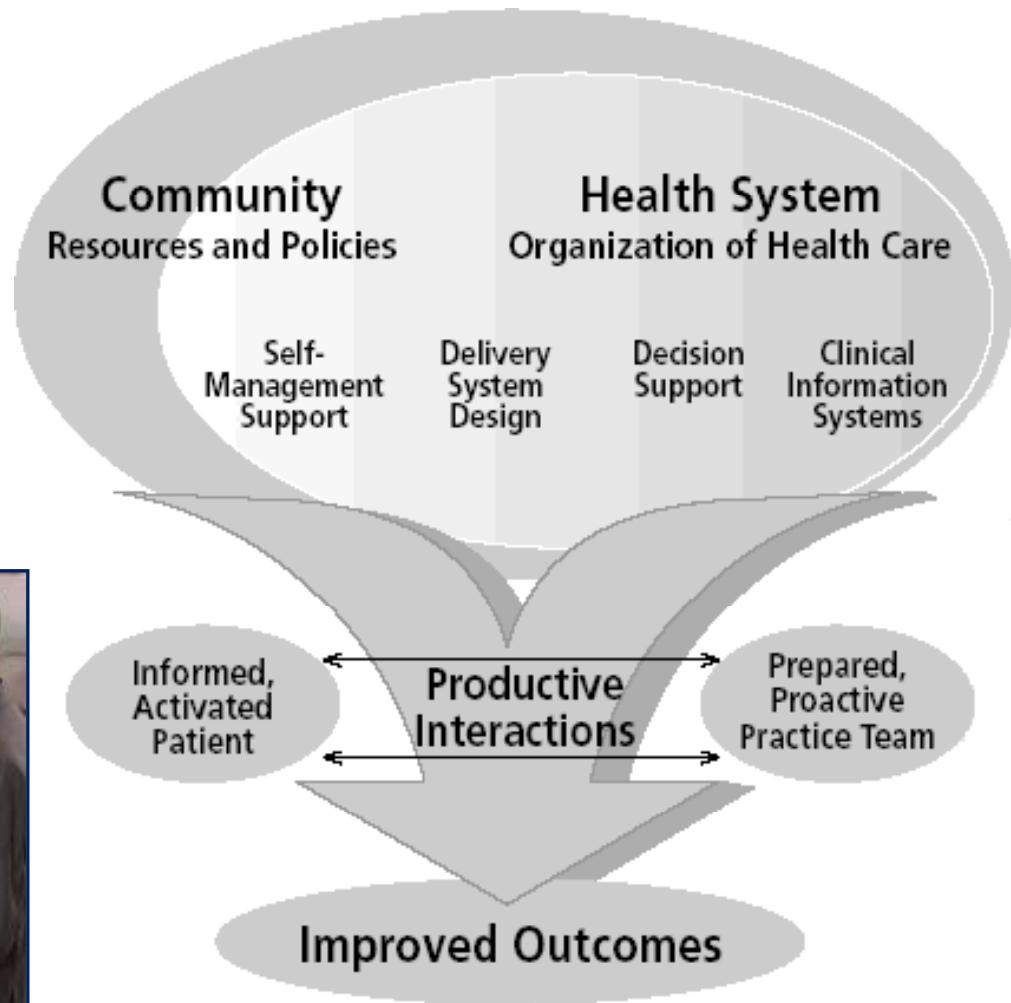 Community
Resources and Policies
Health System
Organization of Health Care
Self-
Management
Support
Delivery
System
Design
Decision
Support
Clinical
Information
Systems
Informed,
Activated
Patient
Productive
Interactions
Prepared,
Proactive
Practice Team
Improved Outcomes